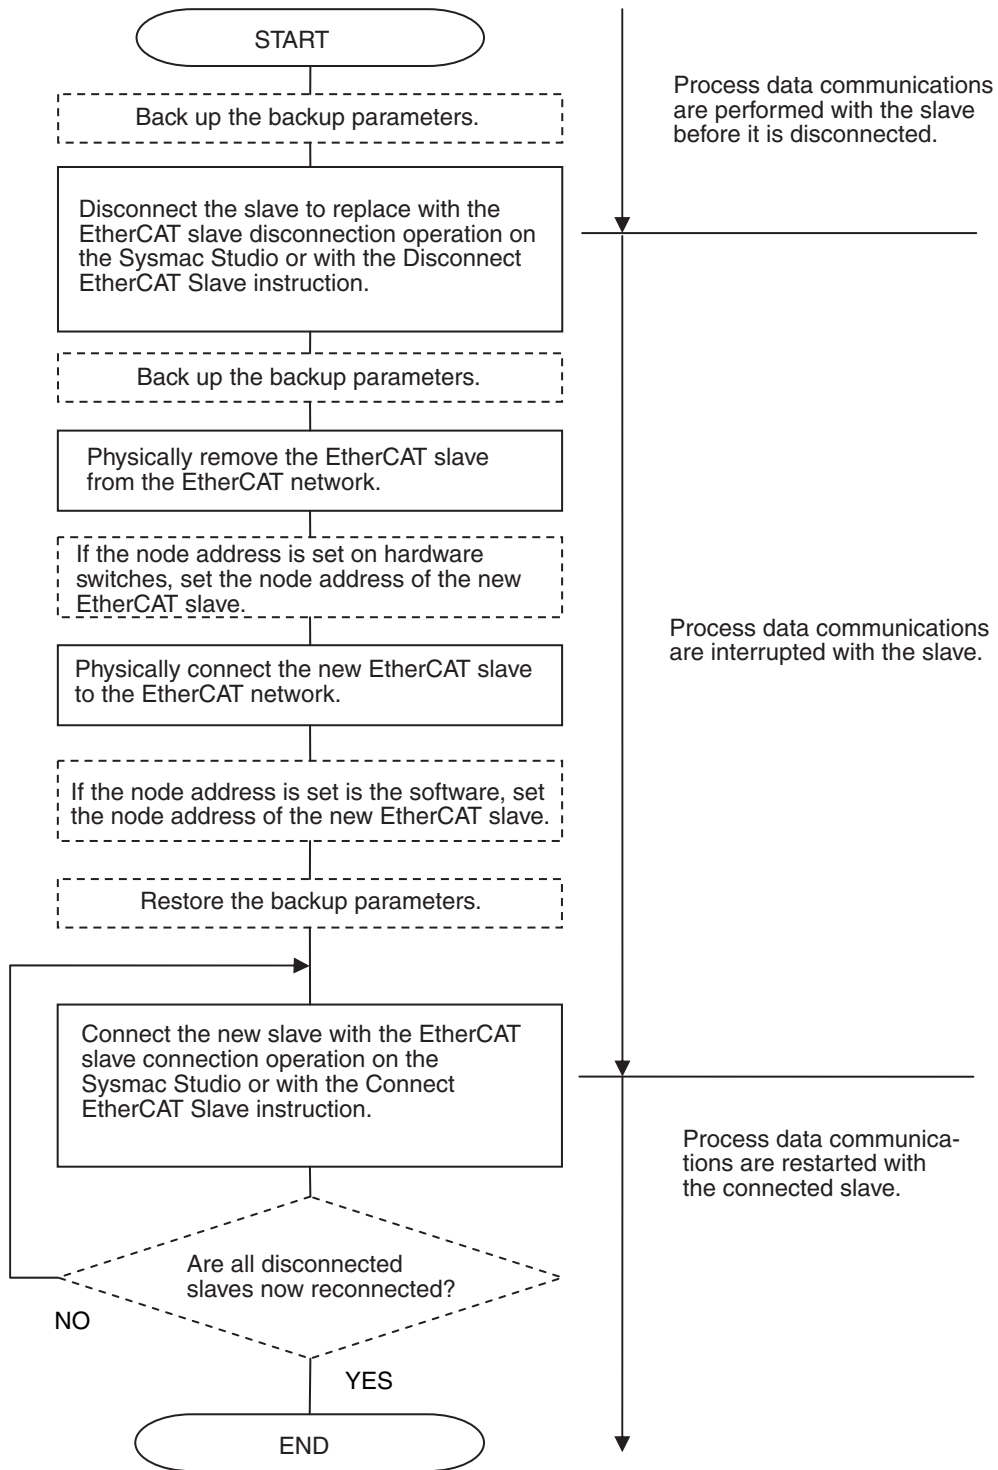 START
Process data communications
are performed with the slave
before it is disconnected.
Back up the backup parameters.
Disconnect the slave to replace with the
EtherCAT slave disconnection operation on
the Sysmac Studio or with the Disconnect
EtherCAT Slave instruction.
Back up the backup parameters.
Physically remove the EtherCAT slave
from the EtherCAT network.
If the node address is set on hardware
switches, set the node address of the new
EtherCAT slave.
Process data communications
are interrupted with the slave.
Physically connect the new EtherCAT slave
to the EtherCAT network.
If the node address is set is the software, set
the node address of the new EtherCAT slave.
Restore the backup parameters.
Connect the new slave with the EtherCAT
slave connection operation on the
Sysmac Studio or with the Connect
EtherCAT Slave instruction.
Process data communica-
tions are restarted with
the connected slave.
Are all disconnected
slaves now reconnected?
NO
YES
END